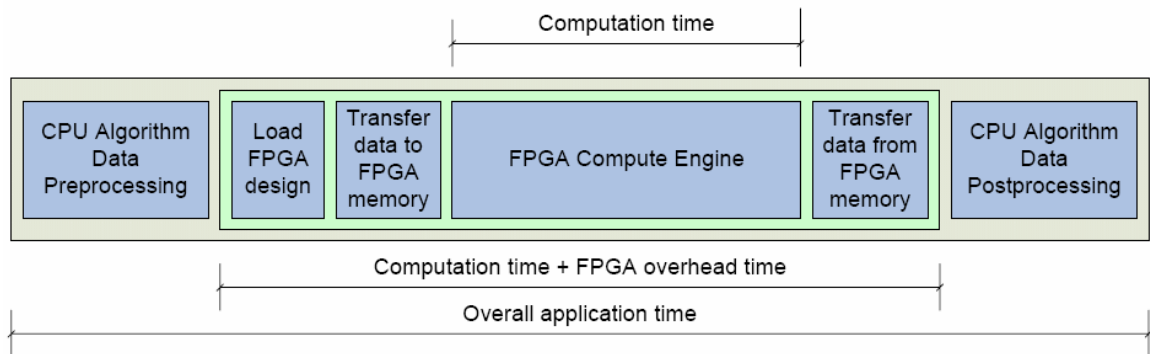 Computation time
CPU Algorithm
Data
Preprocessing
Load
FPGA
design
Transfer
data to
FPGA
memory
FPGA Compute Engine
Transfer
data from
FPGA
memory
CPU Algorithm
Data
Postprocessing
Computation time + FPGA overhead time
Overall application time